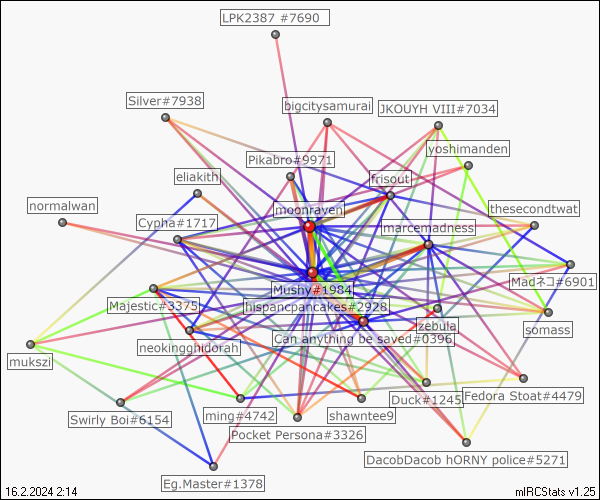 LPK2387 #7690
Silver#7938
bigcitysamurai
JKOUYH VIII#7034
yoshimanden
Pikabro#9971
eliakith
frisout
normalwan
moonraven
thesecondtwat
Cypha#1717
marcemadness
Madネコ#6901
Mushy#1984
Majestic#3375
hispancpancakes#2928
zebula
somass
neokingghidorah
Can anything be saved#0396
mukszi
Swirly Boi#6154
ming#4742
shawntee9
Duck#1245
Fedora Stoat#4479
Pocket Persona#3326
DacobDacob hORNY police#5271
Eg.Master#1378
16.2.2024 2:14
mIRCStats v1.25